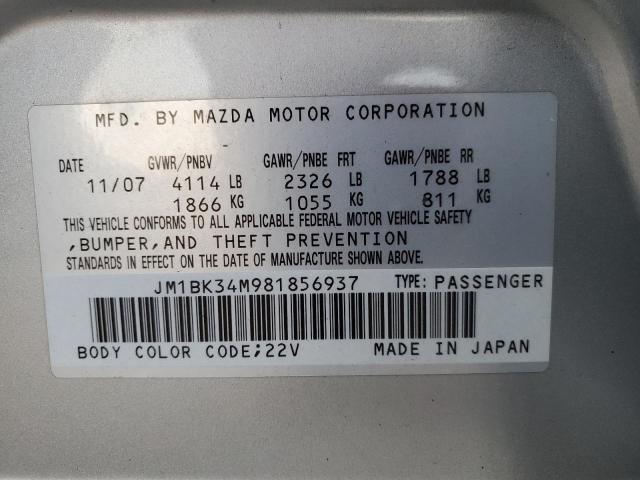 MFD. BY MAZDA MOTOR CORPORATION
DATE GVWR/PNBV GAWR/PNBE FRT GAWR/PNBE RR
11/07 4114 LB 2326 LB 1788 LB
1866 KG 1055 KG 811 KG
THIS VEHICLE CONFORMS TO ALL APPLICABLE FEDERAL MOTOR VEHICLE SAFETY
,BUMPER,AND THEFT PREVENTION
STANDARDS IN EFFECT ON THE DATE OF MANUFACTURE SHOWN ABOVE.
JM1BK34M981856937 TYPE: PASSENGER
BODY COLOR CODE;22V MADE IN JAPAN